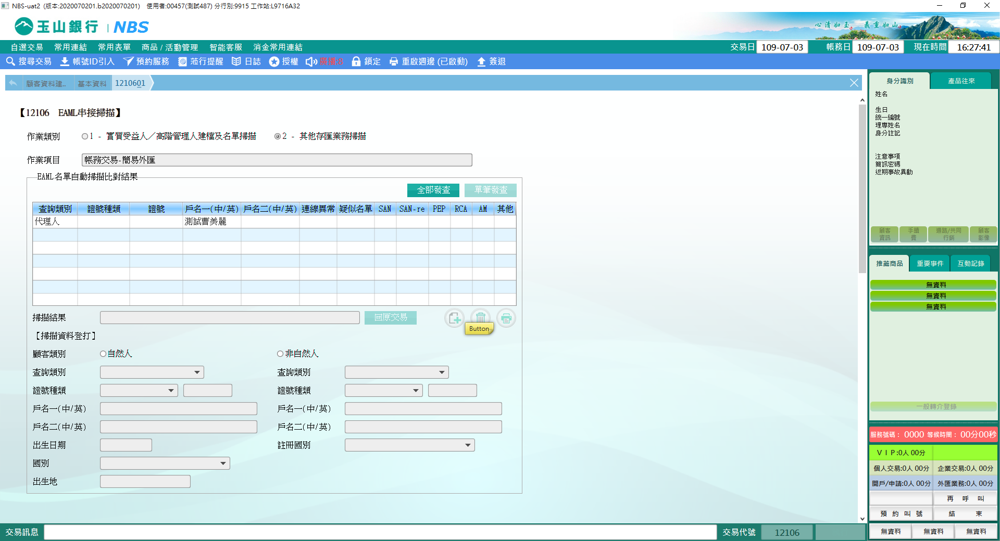 NBS-uat2 (版本:2020070201.b2020070201) 使用者:00457(測試487) 分行別:9915 工作站:L9716A32
玉山銀行 | NBS
心清如玉。義重如山。
自選交易 常用連結 常用表單 商品 / 活動管理 智能客服 消金常用連結
交易日 109-07-03 帳務日 109-07-03 現在時間 16:27:41
搜尋交易 帳號ID引入 預約服務 蒞行提醒 日誌 授權 廣播:8 鎖定 重啟週邊 (已啟動) 簽退
顧客資料建.. 基本資料 1210601
【12106 EAML串接掃描】
作業類別 1 - 實質受益人／高階管理人建檔及名單掃描 2 - 其他存匯業務掃描
作業項目 帳務交易-簡易外匯
EAML名單自動掃描比對結果
全部發查 單筆發查
查詢類別 證號種類 證號 戶名一(中/英) 戶名二(中/英) 連線異常 疑似名單 SAN SAN-re PEP RCA AM 其他
代理人 測試曹美麗
掃描結果 回原交易
Button
【掃描資料登打】
顧客類別 自然人 非自然人
查詢類別 查詢類別
證號種類 證號種類
戶名一(中/英) 戶名一(中/英)
戶名二(中/英) 戶名二(中/英)
出生日期 註冊國別
國別
出生地
交易訊息 交易代號 12106
身分識別 產品往來
姓名
生日
統一編號
理專姓名
身分註記
注意事項
簡訊密碼
近期事故異動
顧客資訊 手續費 通路/共同行銷 顧客影像
推薦商品 重要事件 互動記錄
無資料
無資料
無資料
一般轉介登錄
服務號碼： 0000 等候時間： 00分00秒
ＶＩＰ:0人 00分
個人交易:0人 00分 企業交易:0人 00分
開戶/申請:0人 00分 外匯業務:0人 00分
再 呼 叫
預 約 叫 號 結 束
無資料 無資料 無資料